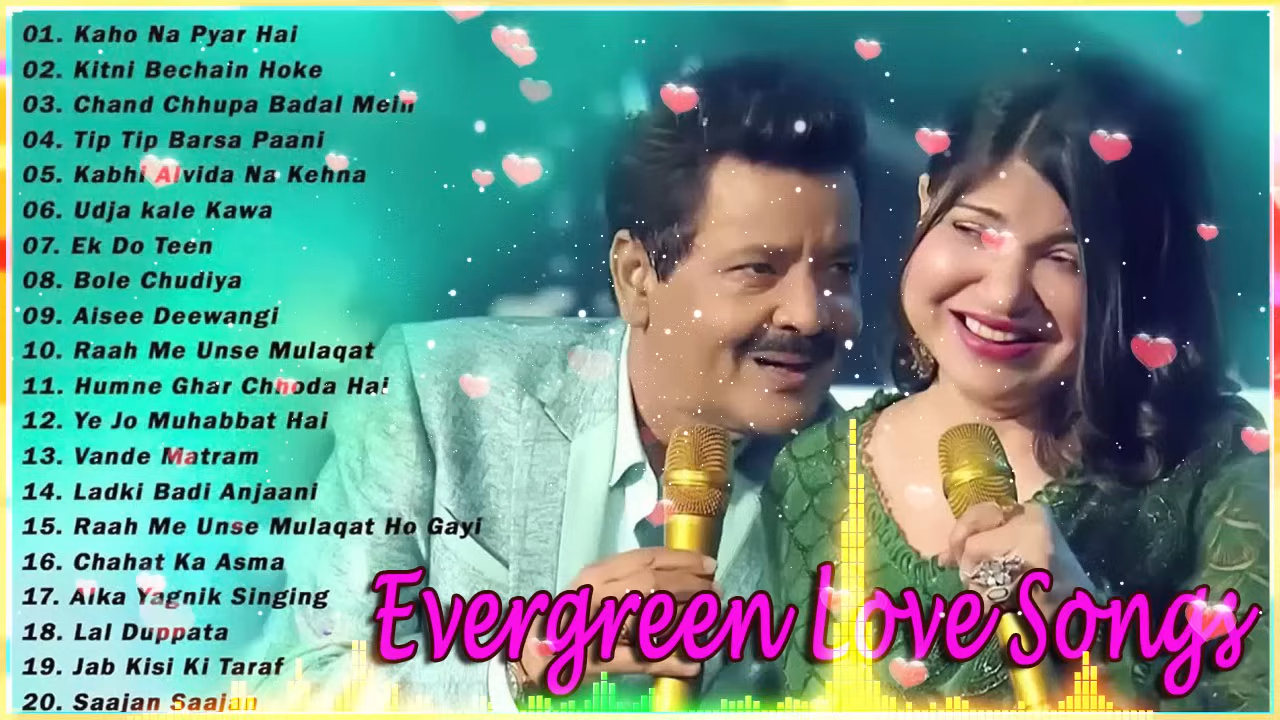 01. Kaho Na Pyar Hai
02. Kitni Bechain Hoke
03. Chand Chhupa Badal Mein
04. Tip Tip Barsa Paani
05. Kabhi Alvida Na Kehna
06. Udja kale Kawa
07. Ek Do Teen
08. Bole Chudiya
09. Aisee Deewangi
10. Raah Me Unse Mulaqat
11. Humne Ghar Chhoda Hai
12. Ye Jo Muhabbat Hai
13. Vande Matram
14. Ladki Badi Anjaani
15. Raah Me Unse Mulaqat Ho Gayi
16. Chahat Ka Asma
17. Alka Yagnik Singing
18. Lal Duppata
19. Jab Kisi Ki Taraf
20. Saajan Saajan
Evergreen Love Songs